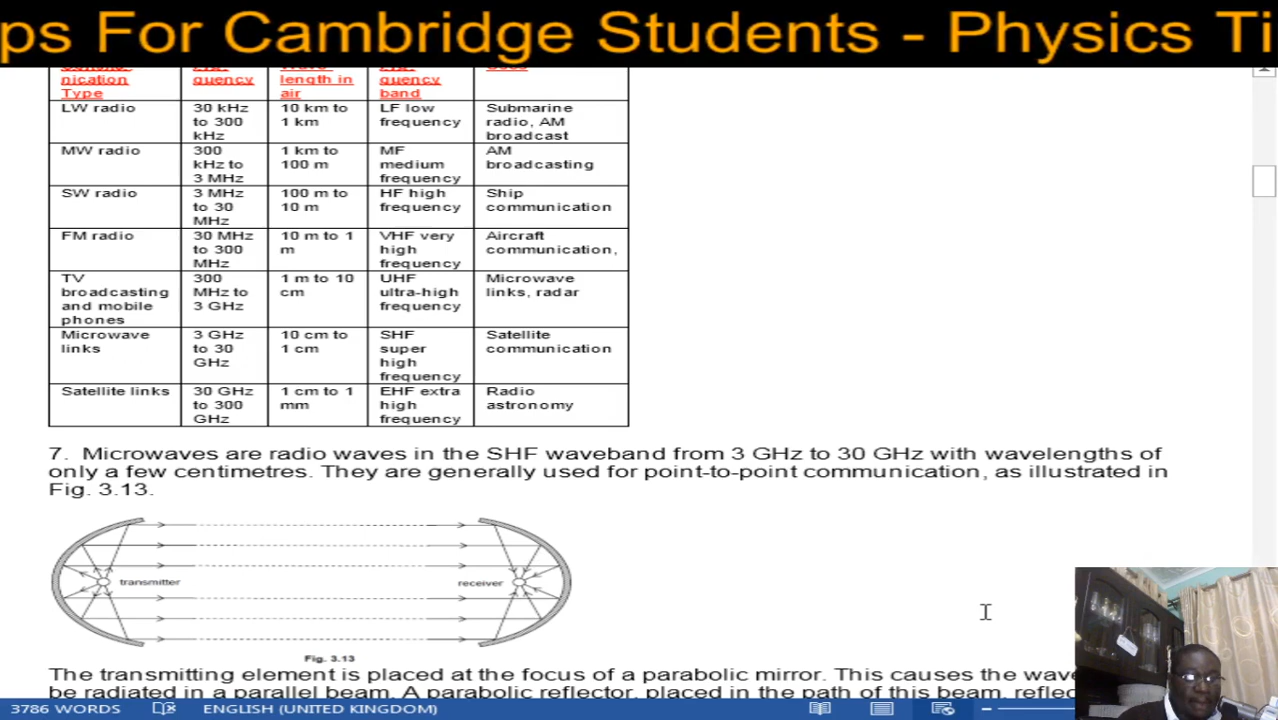 ps For Cambridge Students - Physics Ti
nication Type
quency
length in air
quency band
LW radio
30 kHz to 300 kHz
10 km to 1 km
LF low frequency
Submarine radio, AM broadcast
MW radio
300 kHz to 3 MHz
1 km to 100 m
MF medium frequency
AM broadcasting
SW radio
3 MHz to 30 MHz
100 m to 10 m
HF high frequency
Ship communication
FM radio
30 MHz to 300 MHz
10 m to 1 m
VHF very high frequency
Aircraft communication,
TV broadcasting and mobile phones
300 MHz to 3 GHz
1 m to 10 cm
UHF ultra-high frequency
Microwave links, radar
Microwave links
3 GHz to 30 GHz
10 cm to 1 cm
SHF super high frequency
Satellite communication
Satellite links
30 GHz to 300 GHz
1 cm to 1 mm
EHF extra high frequency
Radio astronomy
7. Microwaves are radio waves in the SHF waveband from 3 GHz to 30 GHz with wavelengths of
only a few centimetres. They are generally used for point-to-point communication, as illustrated in
Fig. 3.13.
transmitter
receiver
Fig. 3.13
The transmitting element is placed at the focus of a parabolic mirror. This causes the wave
be radiated in a parallel beam. A parabolic reflector, placed in the path of this beam, reflec
3786 WORDS
ENGLISH (UNITED KINGDOM)